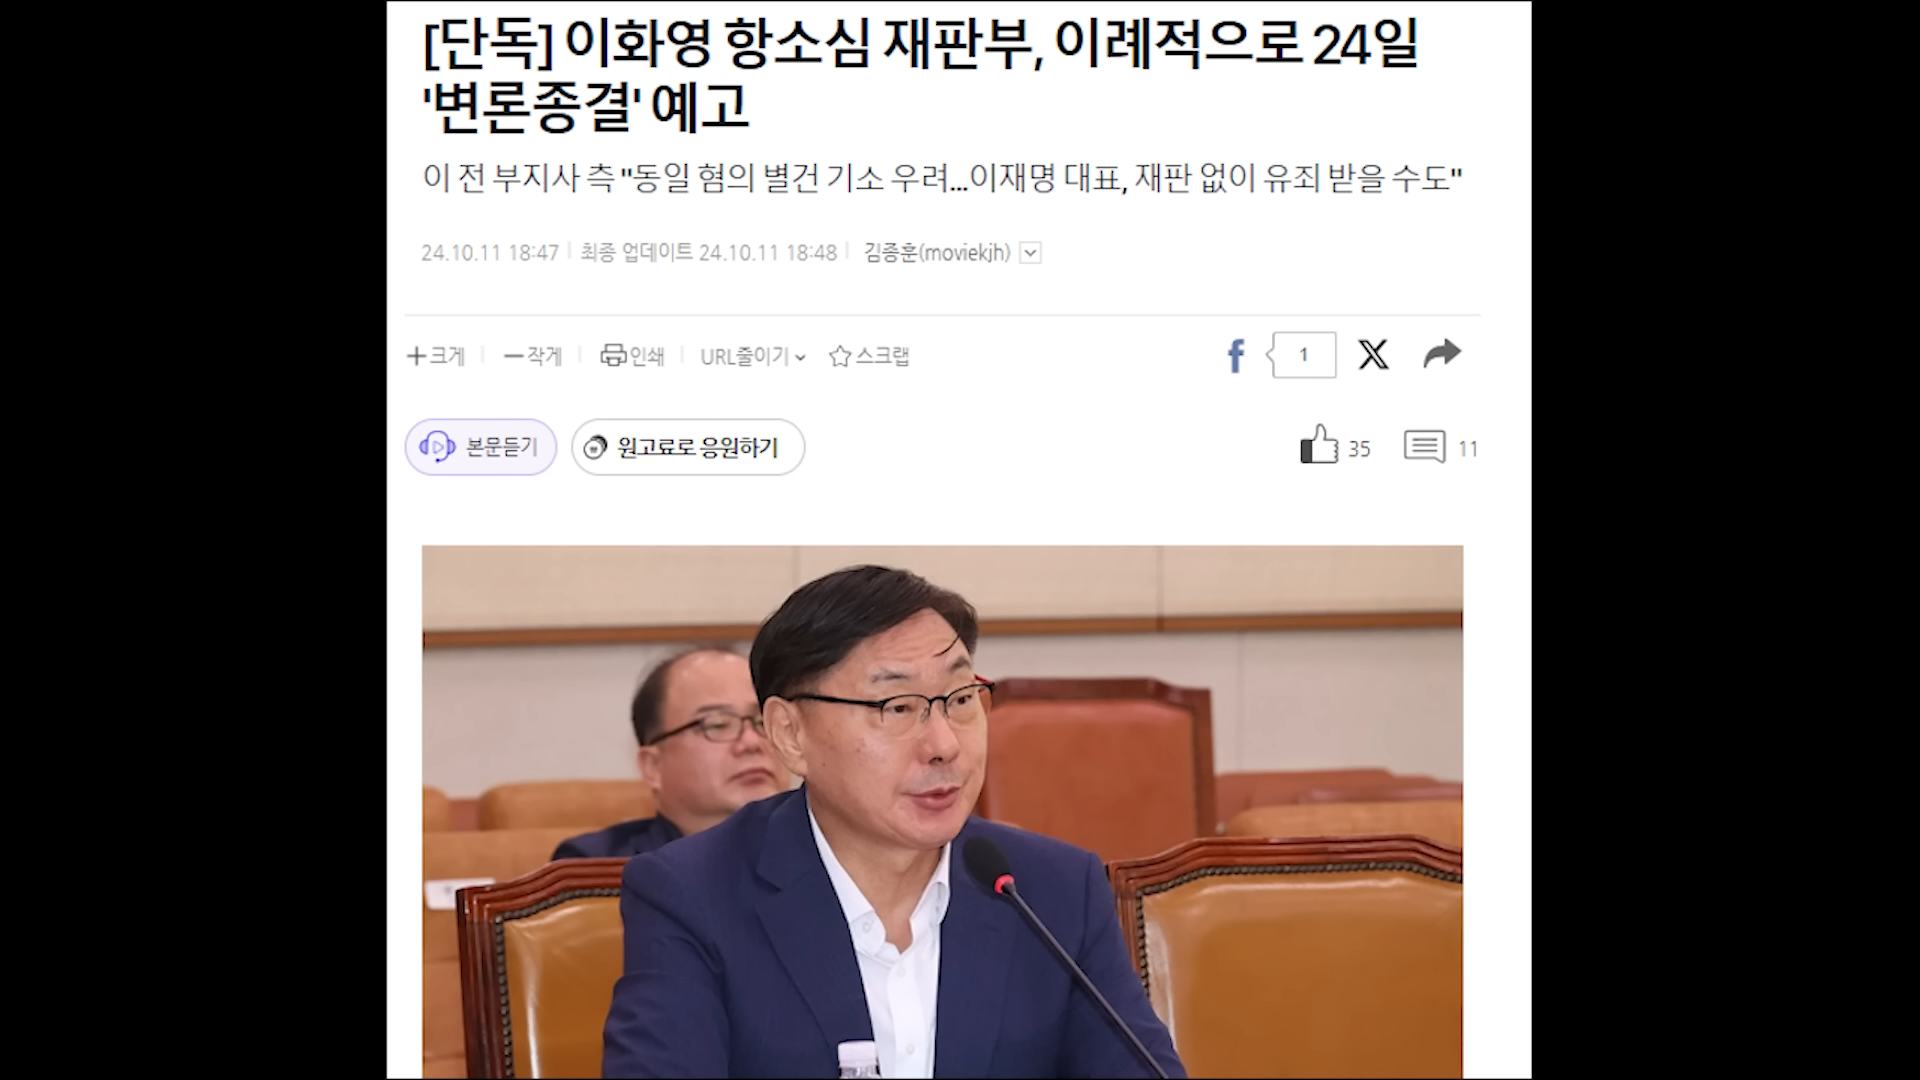 [단독] 이화영 항소심 재판부, 이례적으로 24일
'변론종결' 예고
이 전 부지사 측 "동일 혐의 별건 기소 우려...이재명 대표, 재판 없이 유죄 받을 수도"
24.10.11 18:47 최종 업데이트 24.10.11 18:48 김종훈(moviekjh)
+크게 -작게 인쇄 URL줄이기 스크랩 f 1 X
본문듣기 원고료로 응원하기 35 11